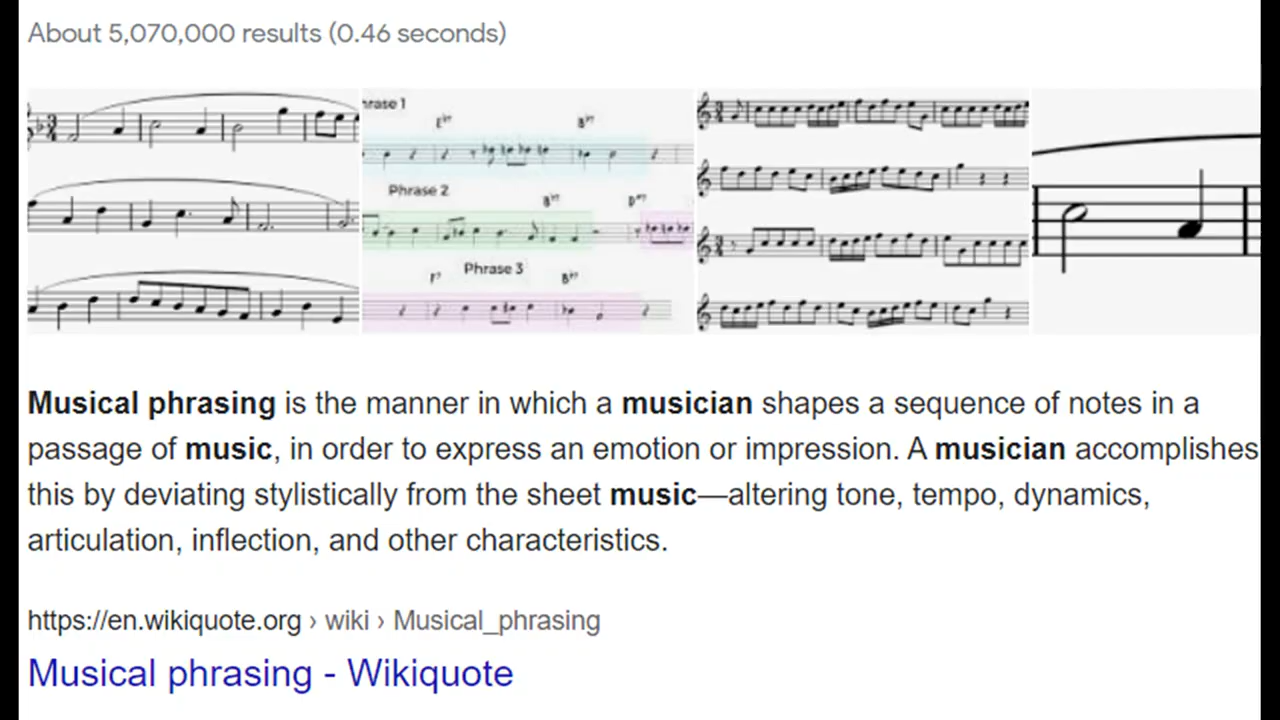 About 5,070,000 results (0.46 seconds)
Phrase 2
Phrase 3
Musical phrasing is the manner in which a musician shapes a sequence of notes in a
passage of music, in order to express an emotion or impression. A musician accomplishes
this by deviating stylistically from the sheet music—altering tone, tempo, dynamics,
articulation, inflection, and other characteristics.
https://en.wikiquote.org › wiki › Musical_phrasing
Musical phrasing - Wikiquote